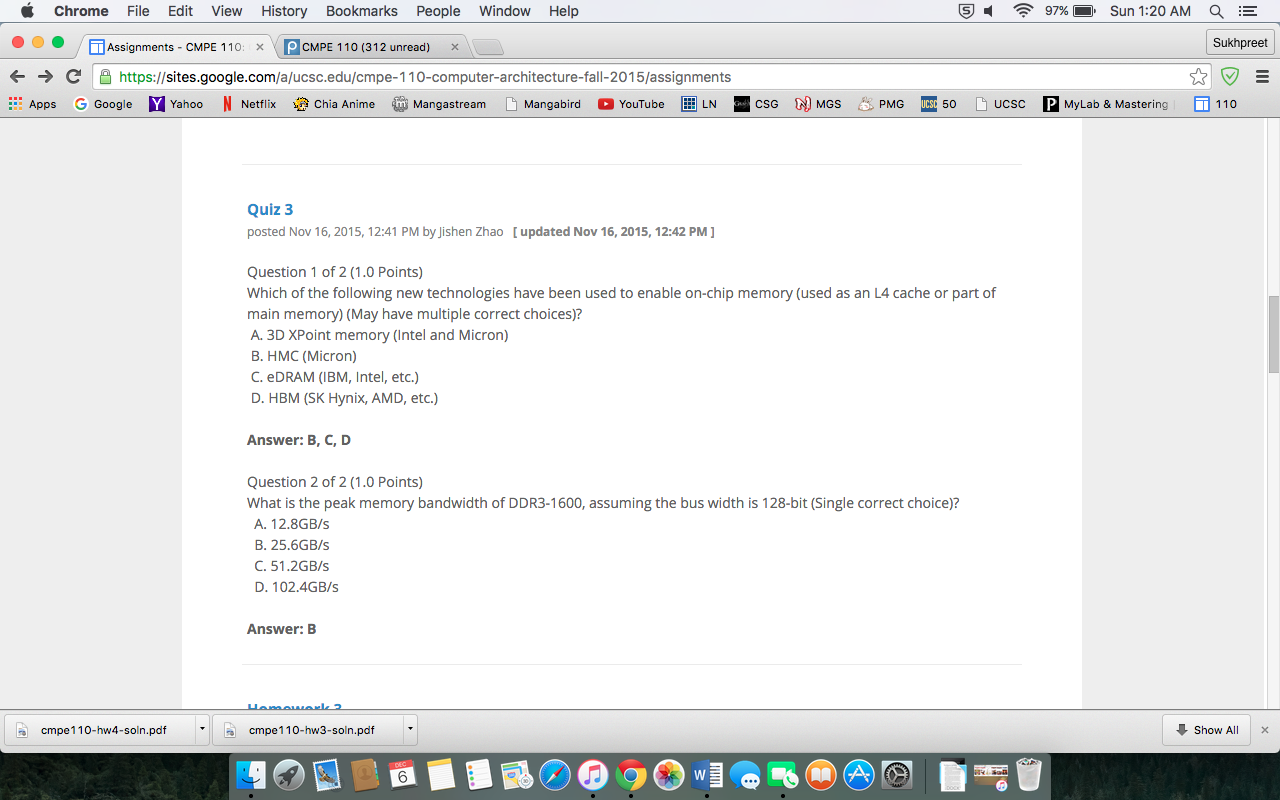 Chrome File Edit View History Bookmarks People Window Help 5 97% Sun 1:20 AM
Assignments - CMPE 110: CMPE 110 (312 unread) Sukhpreet
https://sites.google.com/a/ucsc.edu/cmpe-110-computer-architecture-fall-2015/assignments
Apps Google Yahoo Netflix Chia Anime Mangastream Mangabird YouTube LN CSG MGS PMG UCSC 50 UCSC MyLab & Mastering 110
Quiz 3
posted Nov 16, 2015, 12:41 PM by Jishen Zhao [ updated Nov 16, 2015, 12:42 PM ]
Question 1 of 2 (1.0 Points)
Which of the following new technologies have been used to enable on-chip memory (used as an L4 cache or part of
main memory) (May have multiple correct choices)?
A. 3D XPoint memory (Intel and Micron)
B. HMC (Micron)
C. eDRAM (IBM, Intel, etc.)
D. HBM (SK Hynix, AMD, etc.)
Answer: B, C, D
Question 2 of 2 (1.0 Points)
What is the peak memory bandwidth of DDR3-1600, assuming the bus width is 128-bit (Single correct choice)?
A. 12.8GB/s
B. 25.6GB/s
C. 51.2GB/s
D. 102.4GB/s
Answer: B
Homework 3
cmpe110-hw4-soln.pdf cmpe110-hw3-soln.pdf Show All
DEC
6